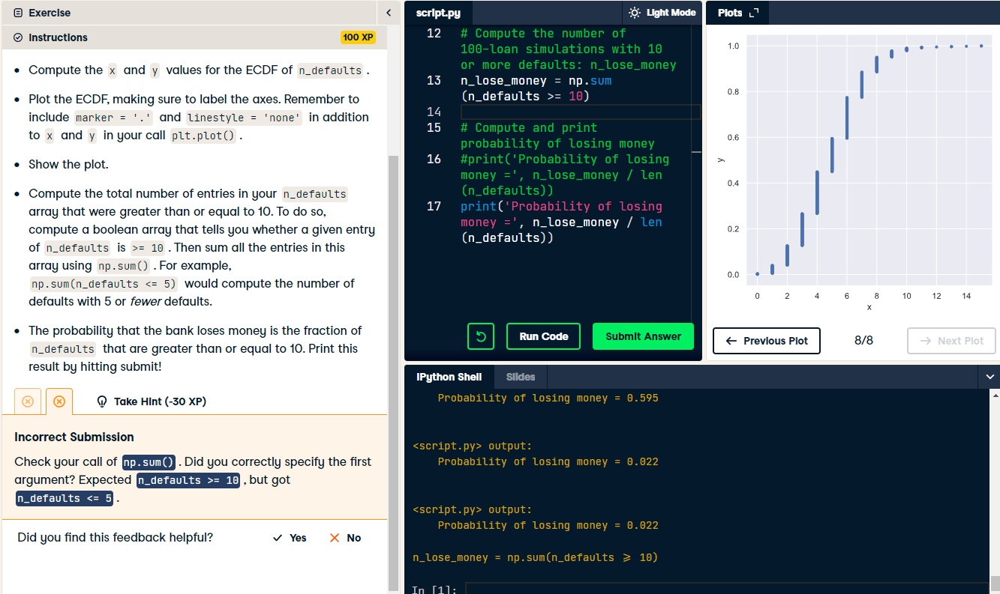 Exercise
Instructions
100 XP
Compute the x and y values for the ECDF of n_defaults .
Plot the ECDF, making sure to label the axes. Remember to
include marker = '.' and linestyle = 'none' in addition
to x and y in your call plt.plot() .
Show the plot.
Compute the total number of entries in your n_defaults
array that were greater than or equal to 10. To do so,
compute a boolean array that tells you whether a given entry
of n_defaults is >= 10 . Then sum all the entries in this
array using np.sum() . For example,
np.sum(n_defaults <= 5) would compute the number of
defaults with 5 or fewer defaults.
The probability that the bank loses money is the fraction of
n_defaults that are greater than or equal to 10. Print this
result by hitting submit!
Take Hint (-30 XP)
Incorrect Submission
Check your call of np.sum() . Did you correctly specify the first
argument? Expected n_defaults >= 10 , but got
n_defaults <= 5 .
Did you find this feedback helpful?
Yes
No
script.py
Light Mode
12 # Compute the number of
100-loan simulations with 10
or more defaults: n_lose_money
13 n_lose_money = np.sum
(n_defaults >= 10)
14
15 # Compute and print
probability of losing money
16 #print('Probability of losing
money =', n_lose_money / len
(n_defaults))
17 print('Probability of losing
money =', n_lose_money / len
(n_defaults))
Run Code
Submit Answer
Plots
1.0
0.8
0.6
0.4
0.2
0.0
y
0 2 4 6 8 10 12 14
x
Previous Plot
8/8
Next Plot
IPython Shell
Slides
Probability of losing money = 0.595
<script.py> output:
Probability of losing money = 0.022
<script.py> output:
Probability of losing money = 0.022
n_lose_money = np.sum(n_defaults >= 10)
In [1]: